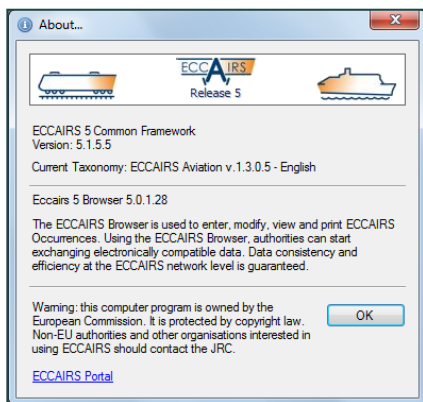 About...
ECCAIRS
Release 5
ECCAIRS 5 Common Framework
Version: 5.1.5.5
Current Taxonomy: ECCAIRS Aviation v.1.3.0.5 - English
Eccairs 5 Browser 5.0.1.28
The ECCAIRS Browser is used to enter, modify, view and print ECCAIRS
Occurrences. Using the ECCAIRS Browser, authorities can start
exchanging electronically compatible data. Data consistency and
efficiency at the ECCAIRS network level is guaranteed.
Warning: this computer program is owned by the
European Commission. It is protected by copyright law.
Non-EU authorities and other organisations interested in
using ECCAIRS should contact the JRC.
OK
ECCAIRS Portal